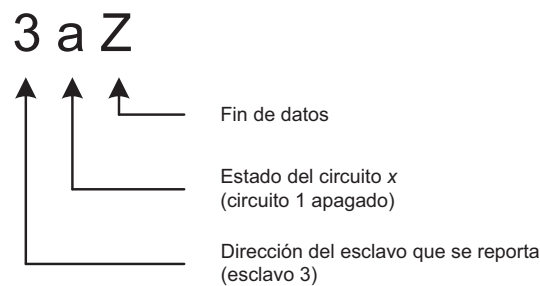 3 a Z
Fin de datos
Estado del circuito x
(circuito 1 apagado)
Dirección del esclavo que se reporta
(esclavo 3)